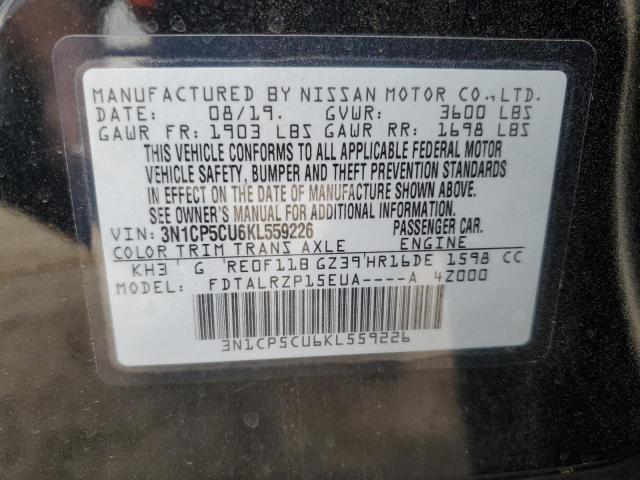 MANUFACTURED BY NISSAN MOTOR CO.,LTD.
DATE: 08/19. GVWR: 3600 LBS
GAWR FR: 1903 LBS GAWR RR: 1698 LBS
THIS VEHICLE CONFORMS TO ALL APPLICABLE FEDERAL MOTOR
VEHICLE SAFETY, BUMPER AND THEFT PREVENTION STANDARDS
IN EFFECT ON THE DATE OF MANUFACTURE SHOWN ABOVE.
SEE OWNER'S MANUAL FOR ADDITIONAL INFORMATION.
VIN: 3N1CP5CU6KL559226 PASSENGER CAR.
COLOR TRIM TRANS AXLE ENGINE
KH3 G RE0F11B GZ39 HR16DE 1598 CC
MODEL: FDTALRZP15EUA----A 4Z000
3N1CP5CU6KL559226